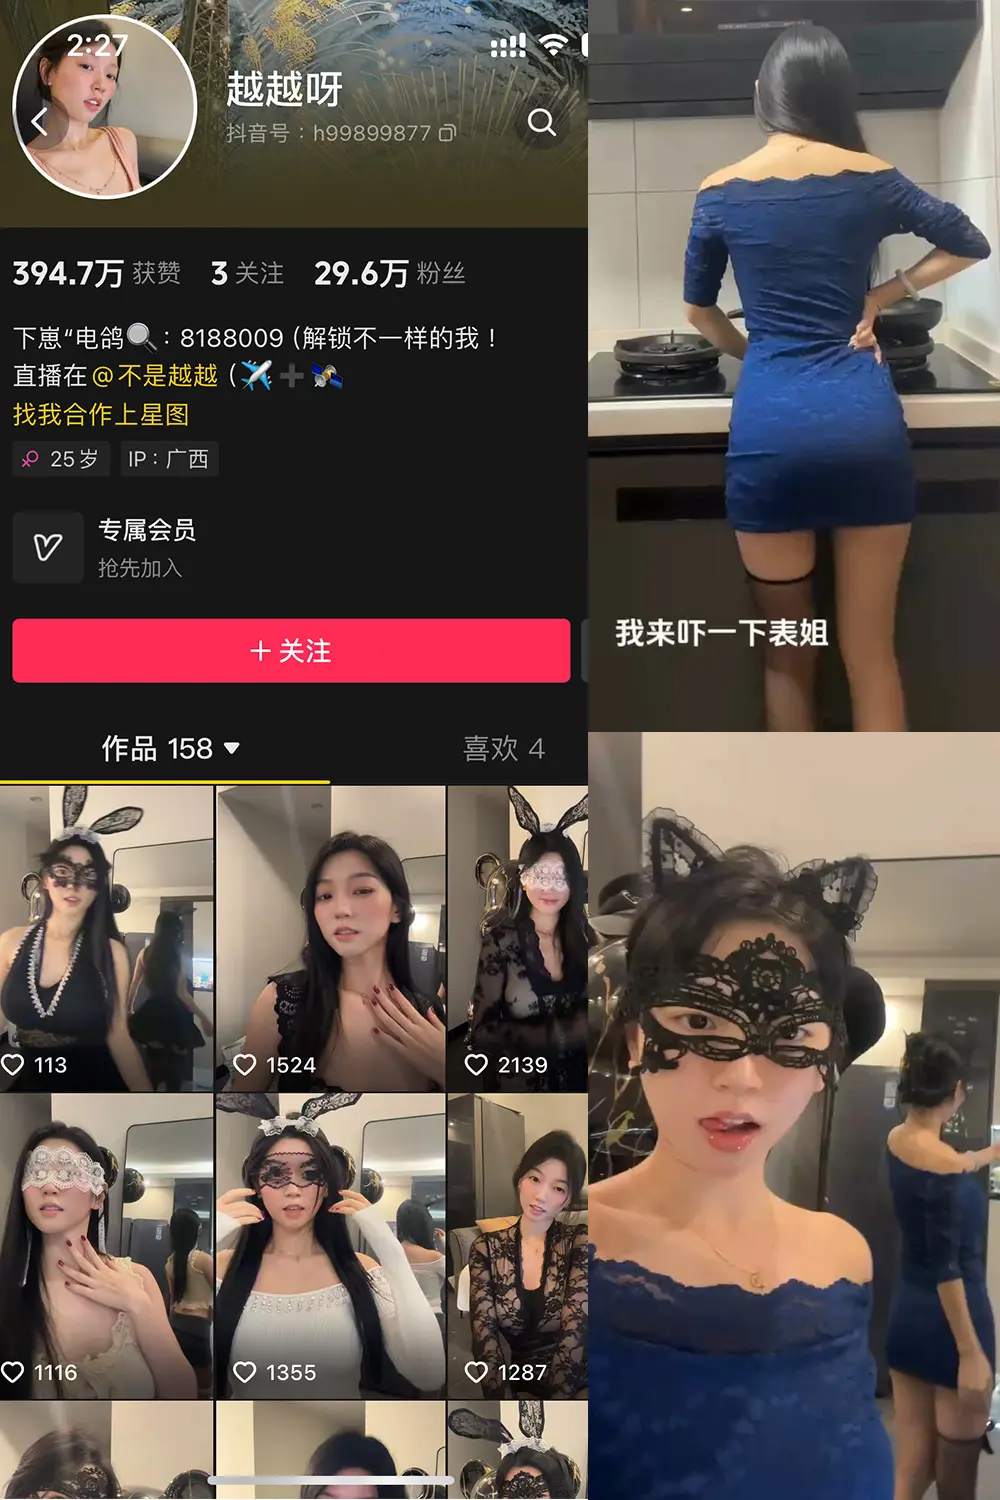 2:27
越越呀
抖音号：h99899877
394.7万 获赞 3 关注 29.6万 粉丝
下崽“电鸽🔍：8188009 (解锁不一样的我！
直播在@不是越越 (✈️➕🛰️
找我合作上星图
25岁 IP：广西
专属会员
抢先加入
+ 关注
作品 158 ▼ 喜欢 4
113 1524 2139
1116 1355 1287
我来吓一下表姐